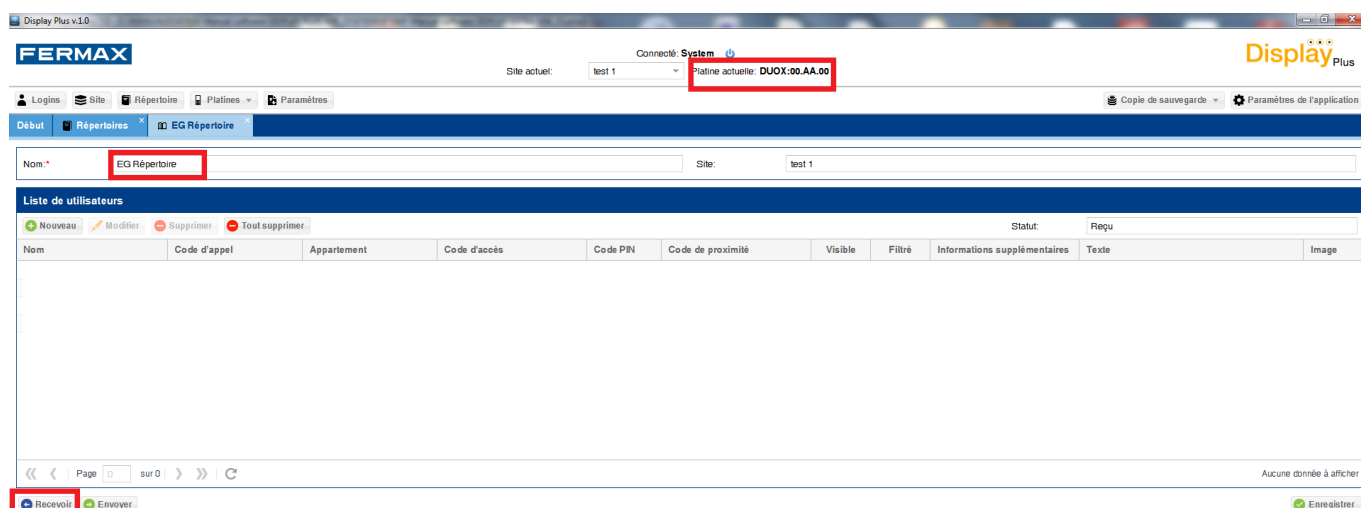 Display Plus v.1.0
FERMAX
Connecté: System
Display Plus
Site actuel: test 1 Platine actuelle: DUOX:00.AA.00
Logins Site Répertoire Platines Paramètres Copie de sauvegarde Paramètres de l'application
Début Répertoires EG Répertoire
Nom:* EG Répertoire Site: test 1
Liste de utilisateurs
Nouveau Modifier Supprimer Tout supprimer Statut: Reçu
Nom Code d'appel Appartement Code d'accès Code PIN Code de proximité Visible Filtré Informations supplémentaires Texte Image
Page 0 sur 0 Aucune donnée à afficher
Recevoir Envoyer Enregistrer